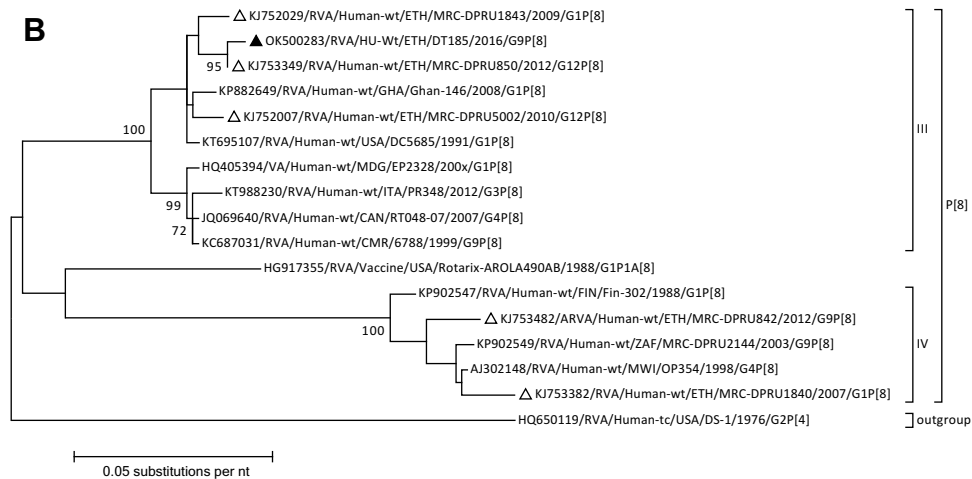 B
KJ752029/RVA/Human-wt/ETH/MRC-DPRU1843/2009/G1P[8]
OK500283/RVA/HU-Wt/ETH/DT185/2016/G9P[8]
95
KJ753349/RVA/Human-wt/ETH/MRC-DPRU850/2012/G12P[8]
KP882649/RVA/Human-wt/GHA/Ghan-146/2008/G1P[8]
KJ752007/RVA/Human-wt/ETH/MRC-DPRU5002/2010/G12P[8]
100
III
KT695107/RVA/Human-wt/USA/DC5685/1991/G1P[8]
HQ405394/VA/Human-wt/MDG/EP2328/200x/G1P[8]
KT988230/RVA/Human-wt/ITA/PR348/2012/G3P[8]
99
P[8]
JQ069640/RVA/Human-wt/CAN/RT048-07/2007/G4P[8]
72
KC687031/RVA/Human-wt/CMR/6788/1999/G9P[8]
HG917355/RVA/Vaccine/USA/Rotarix-AROLA490AB/1988/G1P1A[8]
KP902547/RVA/Human-wt/FIN/Fin-302/1988/G1P[8]
KJ753482/ARVA/Human-wt/ETH/MRC-DPRU842/2012/G9P[8]
100
KP902549/RVA/Human-wt/ZAF/MRC-DPRU2144/2003/G9P[8]
IV
AJ302148/RVA/Human-wt/MWI/OP354/1998/G4P[8]
KJ753382/RVA/Human-wt/ETH/MRC-DPRU1840/2007/G1P[8]
HQ650119/RVA/Human-tc/USA/DS-1/1976/G2P[4]
outgroup
0.05 substitutions per nt